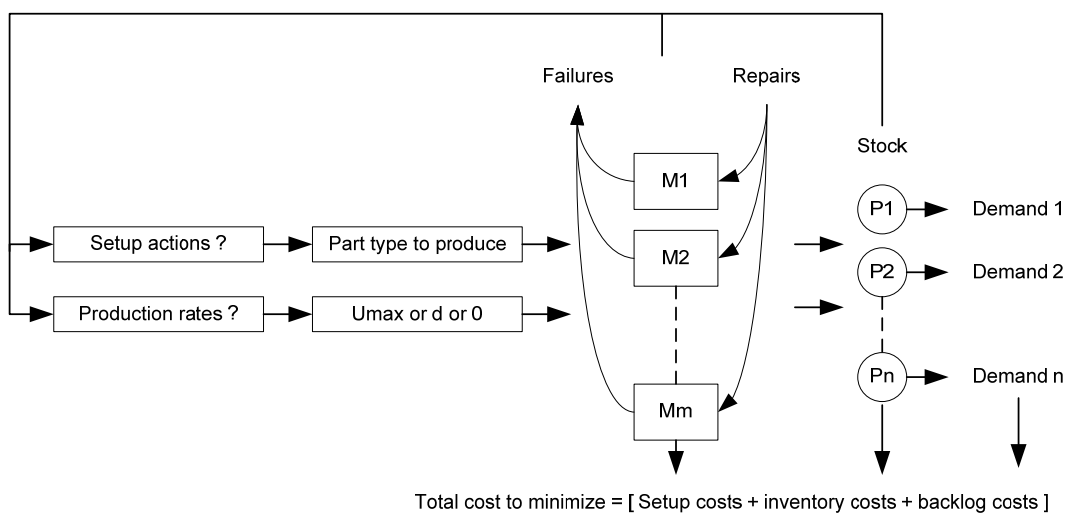 Failures
Repairs
Stock
M1
P1
Demand 1
Setup actions ?
Part type to produce
M2
P2
Demand 2
Production rates ?
Umax or d or 0
Mm
Pn
Demand n
Total cost to minimize = [ Setup costs + inventory costs + backlog costs ]